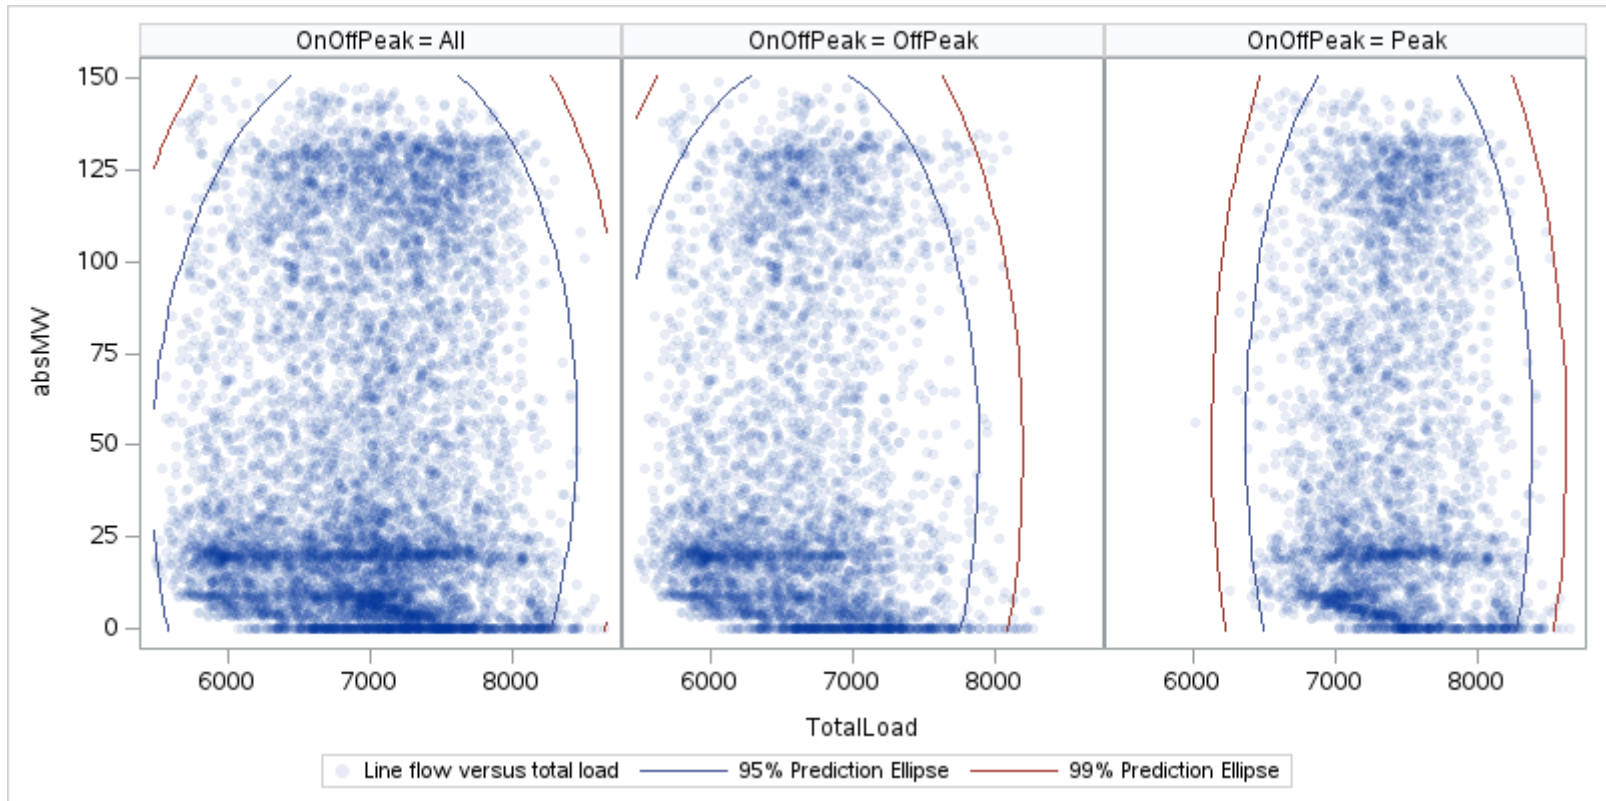 OnOffPeak = All
OnOffPeak = OffPeak
OnOffPeak = Peak
150
125
100
75
50
25
0
absMW
6000 7000 8000
6000 7000 8000
6000 7000 8000
TotalLoad
Line flow versus total load 95% Prediction Ellipse 99% Prediction Ellipse